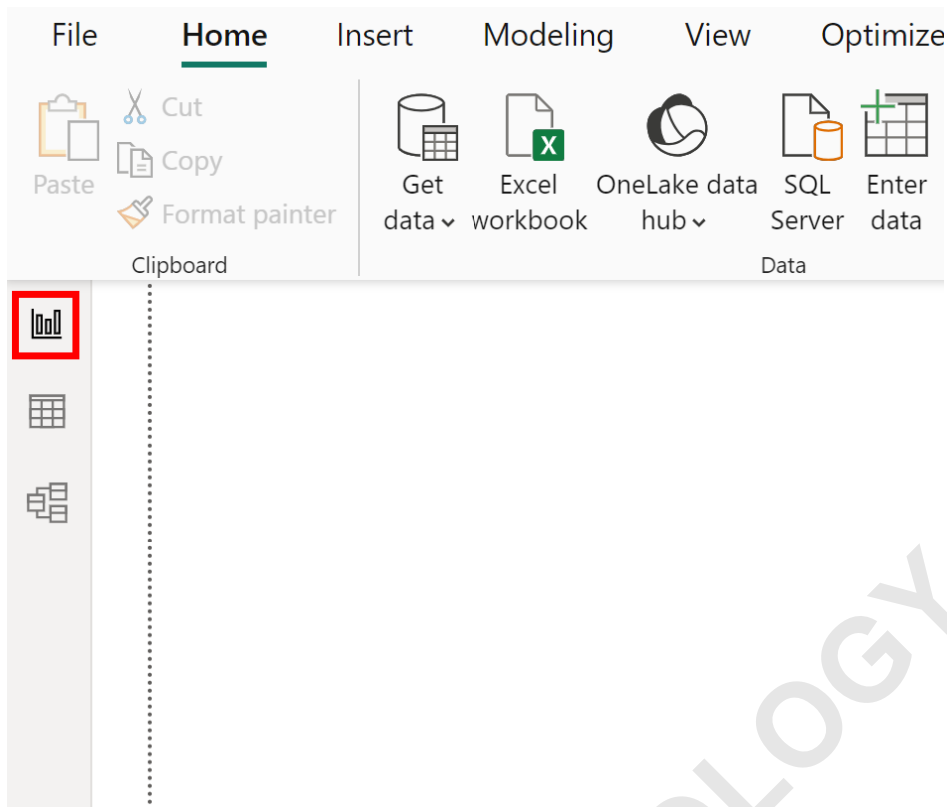 File Home Insert Modeling View Optimize
Cut
Copy
Format painter
Paste
Clipboard
Get data
Excel workbook
OneLake data hub
SQL Server
Enter data
Data
OLOGY